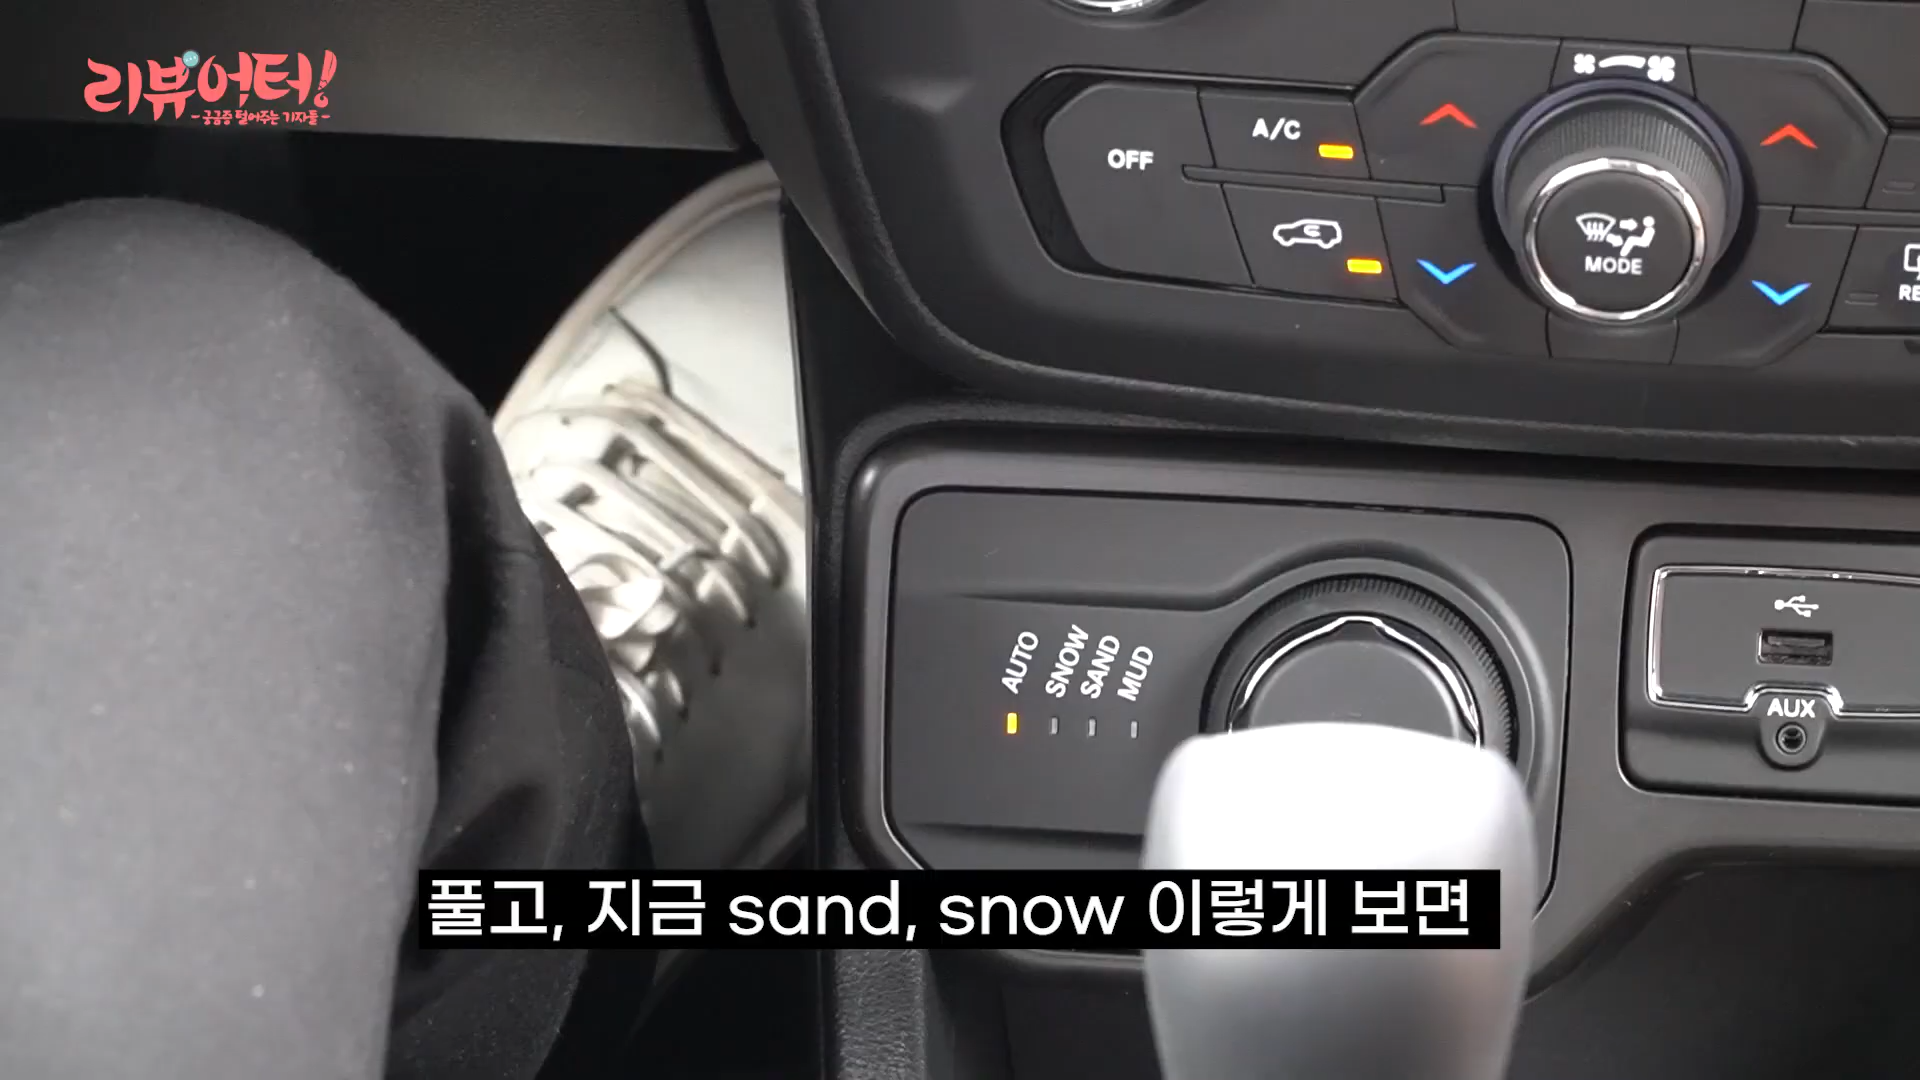 리뷰어터!
- 궁금증 털어주는 기자들 -
OFF
A/C
MODE
AUTO
SNOW
SAND
MUD
AUX
풀고, 지금 sand, snow 이렇게 보면